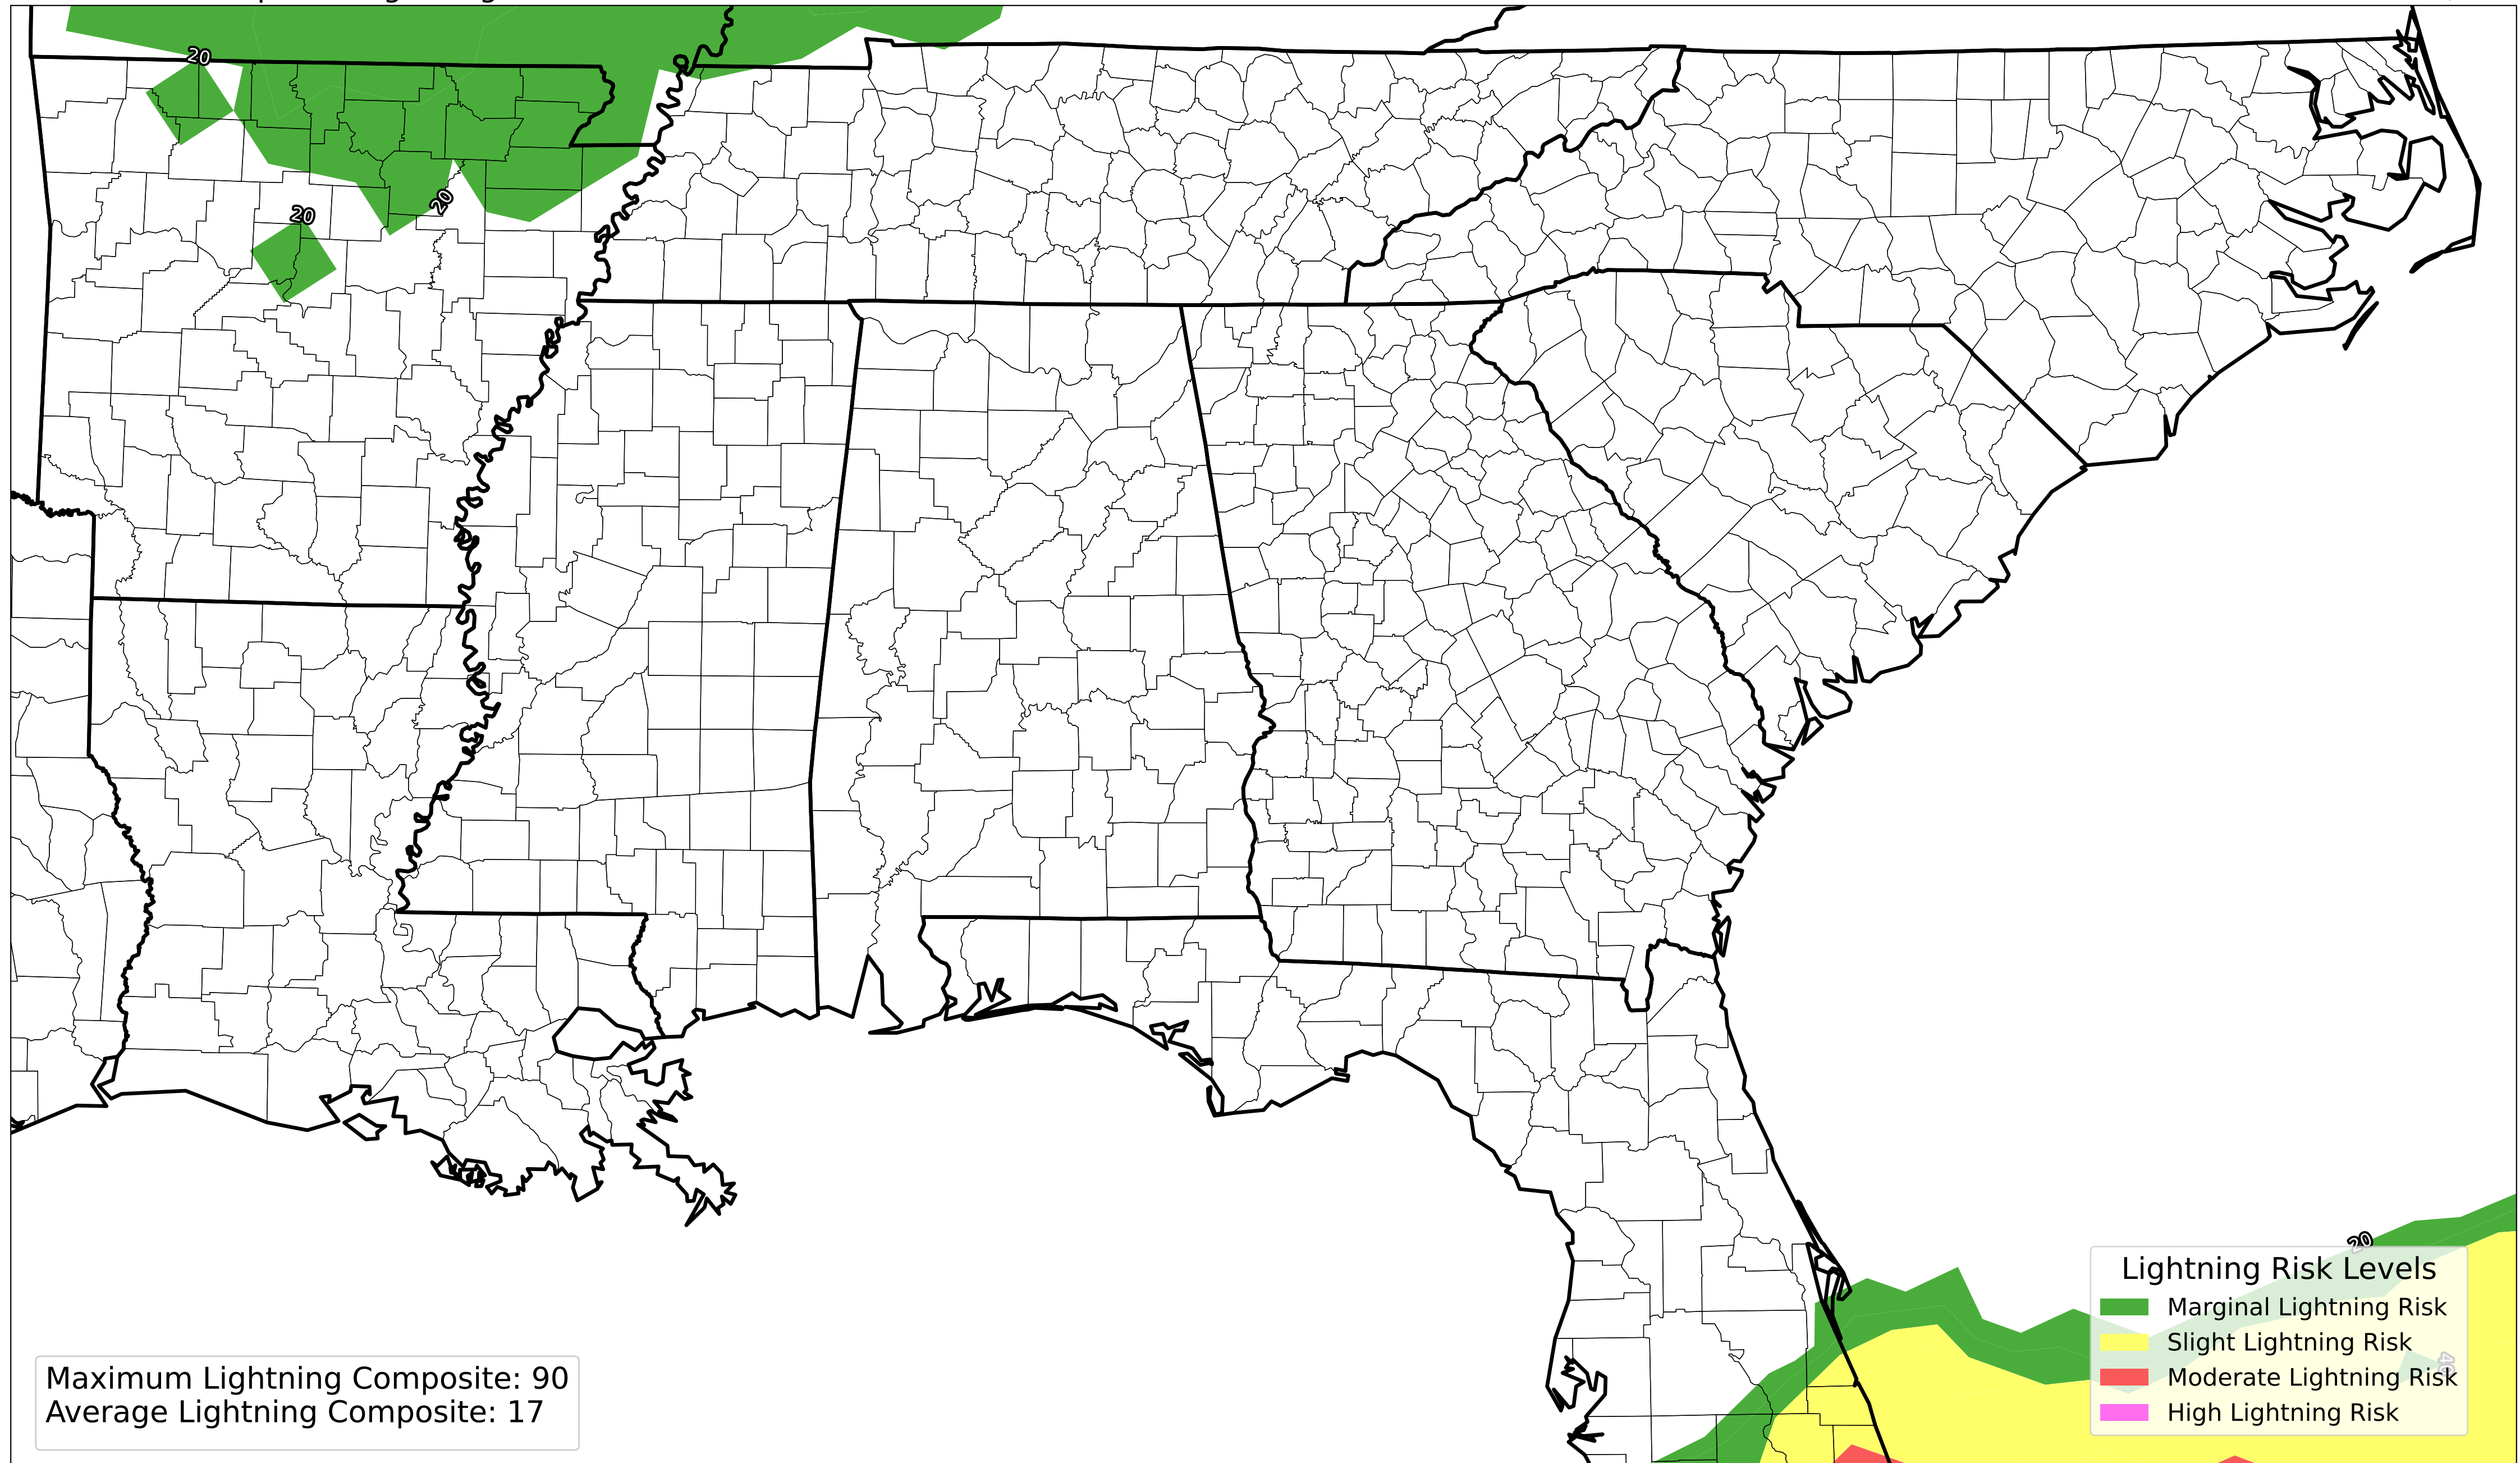 20
20
20
20
Lightning Risk Levels
Marginal Lightning Risk
Slight Lightning Risk
Moderate Lightning Risk
High Lightning Risk
Maximum Lightning Composite: 90
Average Lightning Composite: 17